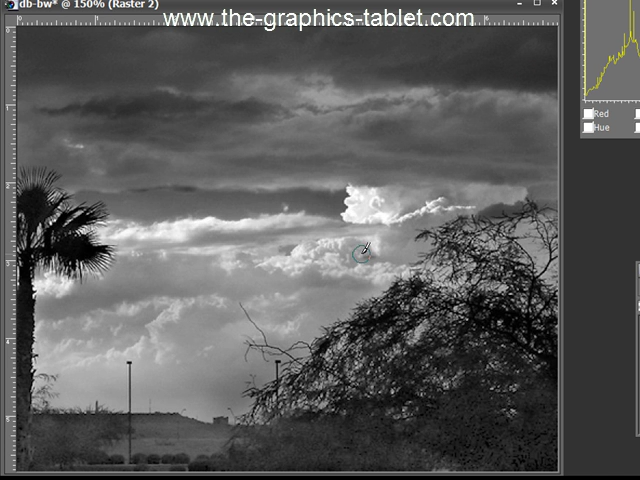 db-bw* @ 150% (Raster 2)
www.the-graphics-tablet.com
Red
Hue